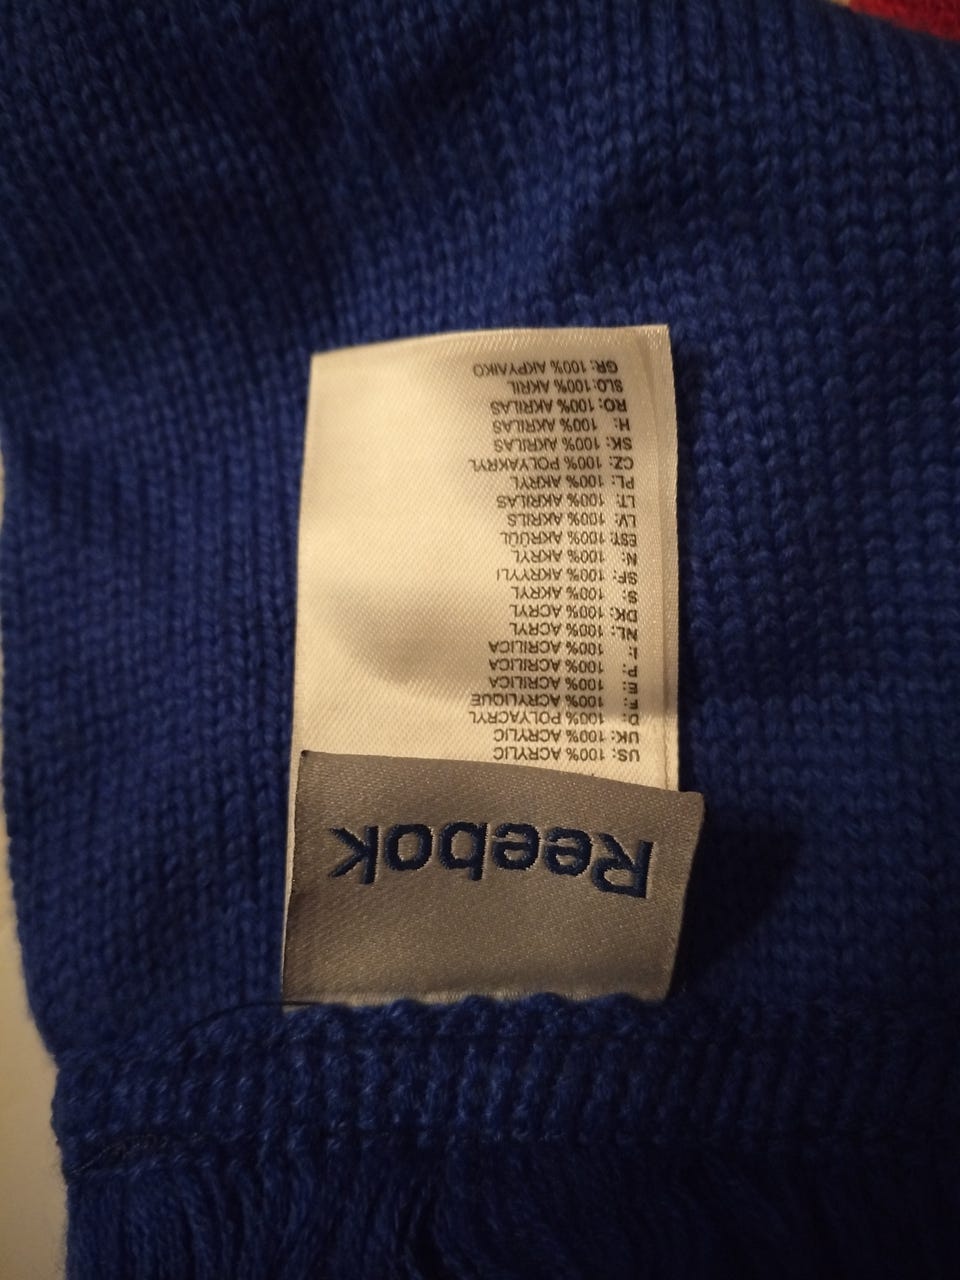 Reebok
US: 100% ACRYLIC
UK: 100% ACRYLIC
D: 100% POLYACRYL
F: 100% ACRYLIQUE
E: 100% ACRILICA
P: 100% ACRILICA
I: 100% ACRILICA
NL: 100% ACRYL
DK: 100% ACRYL
S: 100% AKRYL
SF: 100% AKRYYLI
N: 100% AKRYL
EST: 100% AKRÜÜL
LV: 100% AKRILS
LT: 100% AKRILAS
PL: 100% AKRYL
CZ: 100% POLYAKRYL
SK: 100% AKRILAS
H: 100% AKRILAS
RO: 100% AKRILAS
SLO:100% AKRIL
GR: 100% ΑΚΡΥΛΙΚΟ